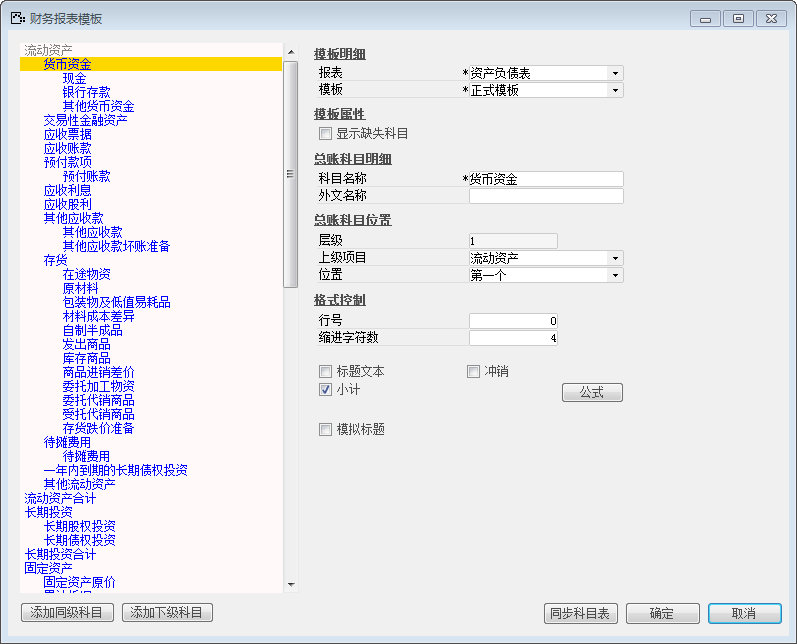 财务报表模板
流动资产
货币资金
现金
银行存款
其他货币资金
交易性金融资产
应收票据
应收账款
预付款项
预付账款
应收利息
应收股利
其他应收款
其他应收款
其他应收款坏账准备
存货
在途物资
原材料
包装物及低值易耗品
材料成本差异
自制半成品
发出商品
库存商品
商品进销差价
委托加工物资
委托代销商品
受托代销商品
存货跌价准备
待摊费用
待摊费用
一年内到期的长期债权投资
其他流动资产
流动资产合计
长期投资
长期股权投资
长期债权投资
长期投资合计
固定资产
固定资产原价
模板明细
报表 *资产负债表
模板 *正式模板
模板属性
显示缺失科目
总账科目明细
科目名称 *货币资金
外文名称
总账科目位置
层级 1
上级项目 流动资产
位置 第一个
格式控制
行号 0
缩进字符数 4
标题文本 冲销
小计
公式
模拟标题
添加同级科目 添加下级科目 同步科目表 确定 取消